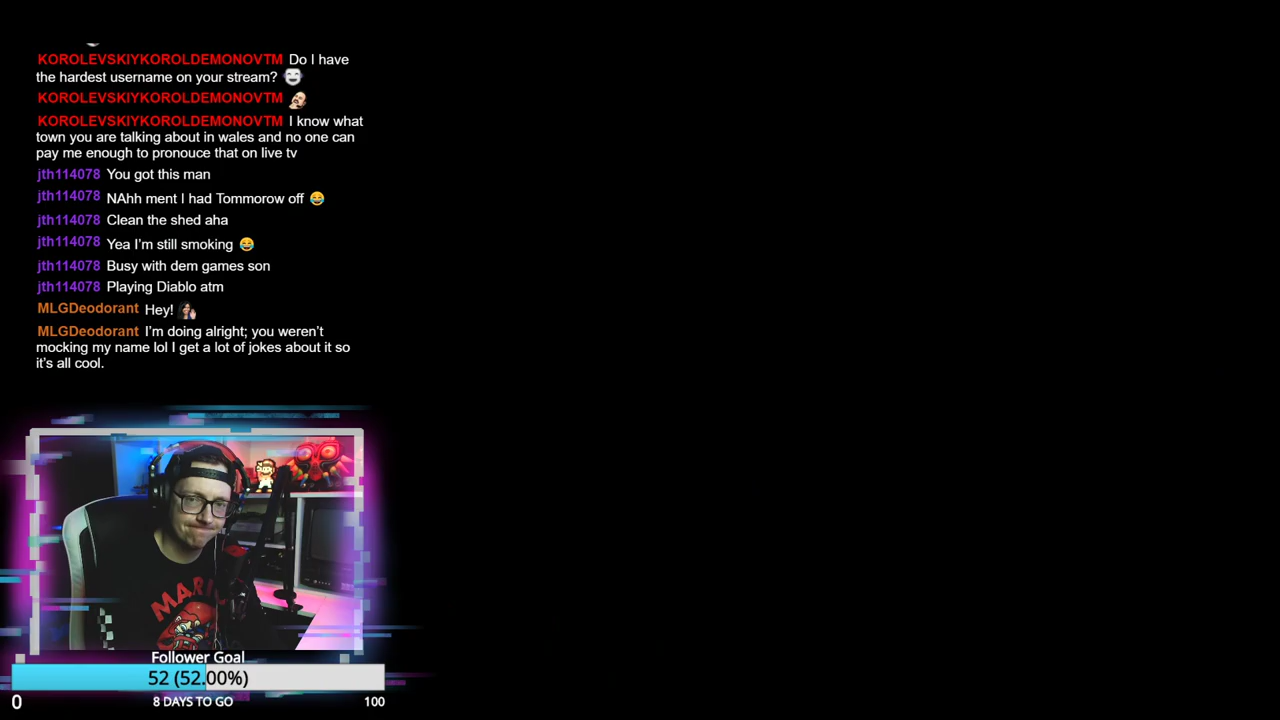 KOROLEVSKIYKOROLDEMONOVTM Do I have
the hardest username on your stream?
KOROLEVSKIYKOROLDEMONOVTM
KOROLEVSKIYKOROLDEMONOVTM I know what
town you are talking about in wales and no one can
pay me enough to pronouce that on live tv
jth114078 You got this man
jth114078 NAhh ment I had Tommorow off 😂
jth114078 Clean the shed aha
jth114078 Yea I'm still smoking 😂
jth114078 Busy with dem games son
jth114078 Playing Diablo atm
MLGDeodorant Hey!
MLGDeodorant I'm doing alright; you weren't
mocking my name lol I get a lot of jokes about it so
it's all cool.
MARI
Follower Goal
52 (52.00%)
0 8 DAYS TO GO 100